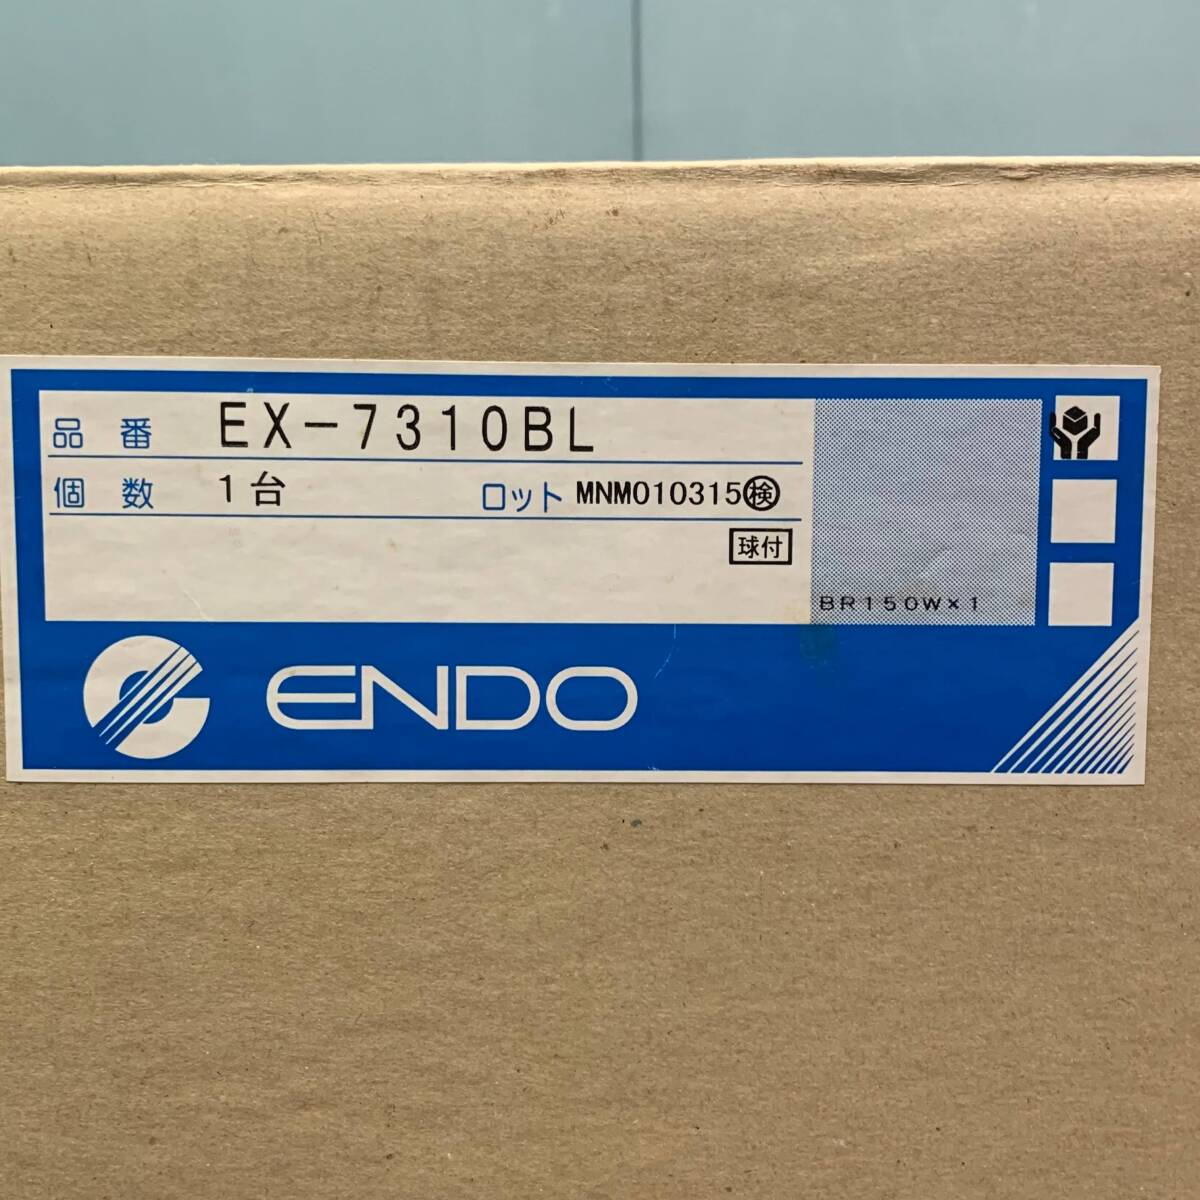 品番 EX-7310BL
個数 1台 ロット MNM010315検
球付
BR150W×1
ENDO